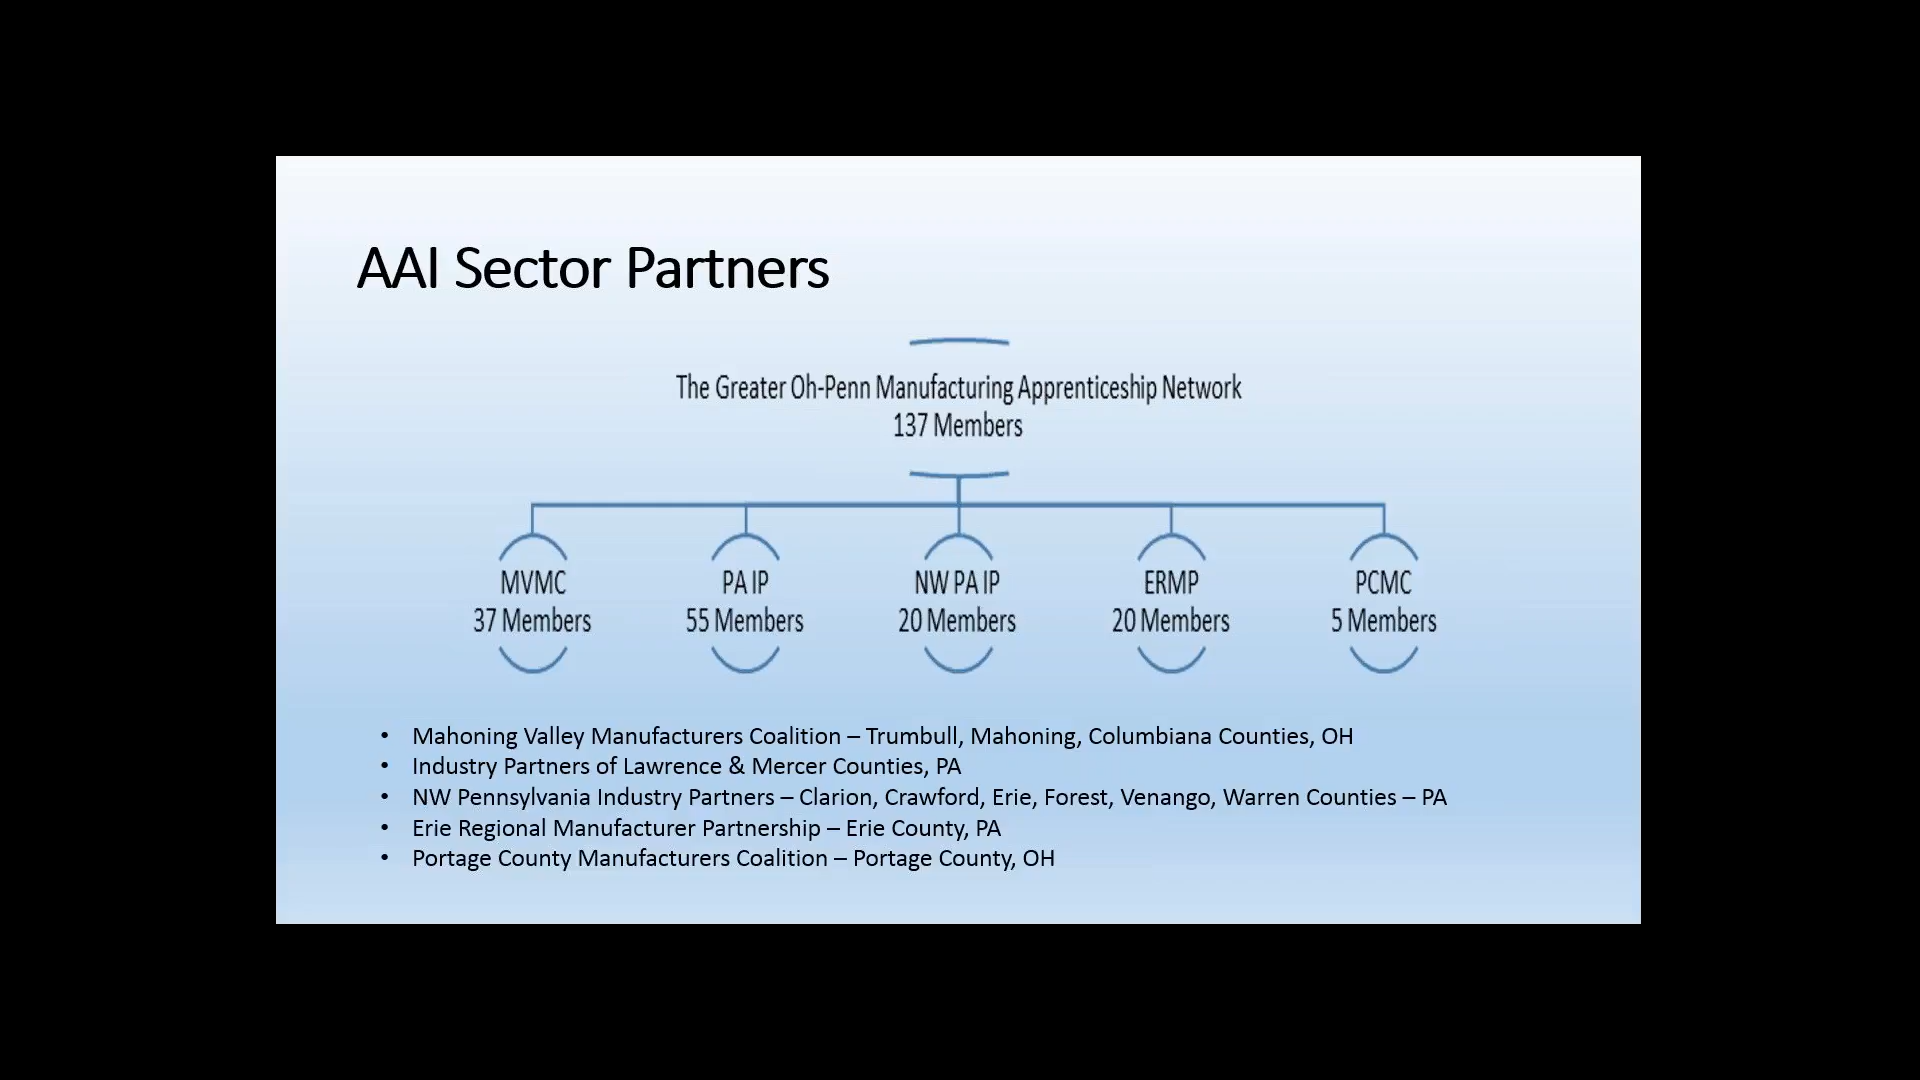 AAI Sector Partners
The Greater Oh-Penn Manufacturing Apprenticeship Network
137 Members
MVMC
37 Members
PA IP
55 Members
NW PA IP
20 Members
ERMP
20 Members
PCMC
5 Members
• Mahoning Valley Manufacturers Coalition – Trumbull, Mahoning, Columbiana Counties, OH
• Industry Partners of Lawrence & Mercer Counties, PA
• NW Pennsylvania Industry Partners – Clarion, Crawford, Erie, Forest, Venango, Warren Counties – PA
• Erie Regional Manufacturer Partnership – Erie County, PA
• Portage County Manufacturers Coalition – Portage County, OH